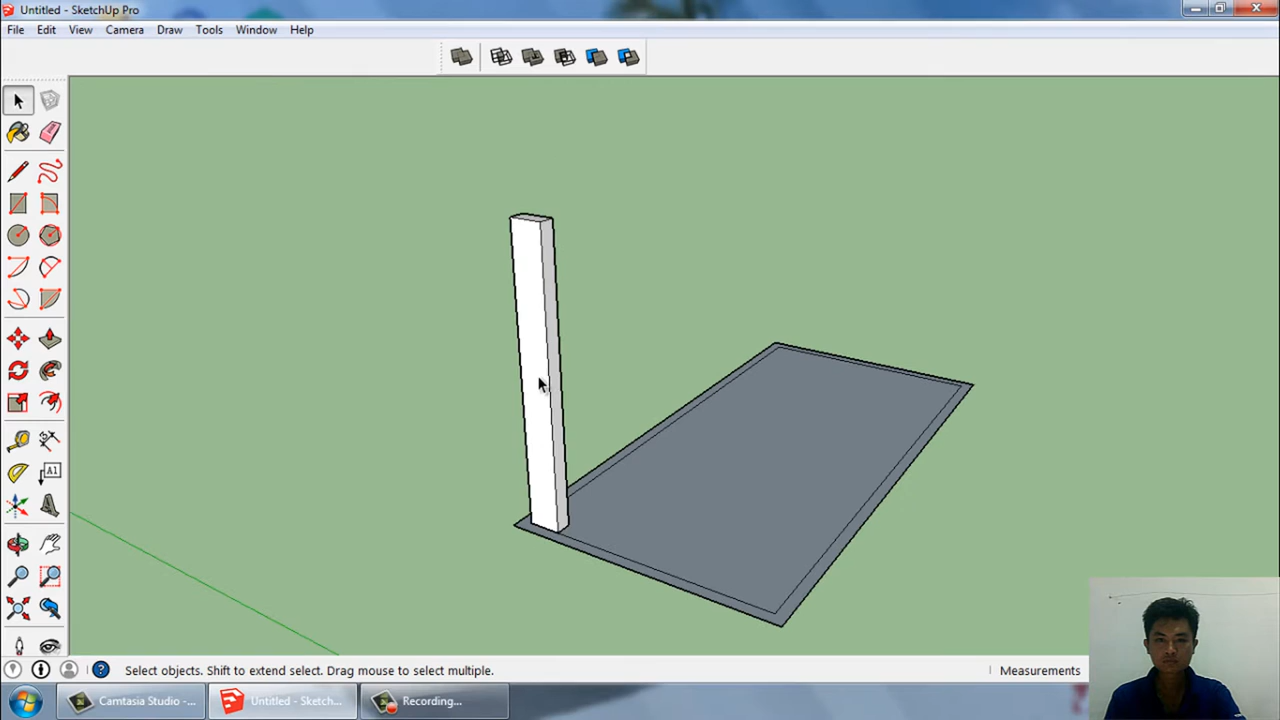 Untitled - SketchUp Pro
File Edit View Camera Draw Tools Window Help
A1
Select objects. Shift to extend select. Drag mouse to select multiple.
Measurements
Camtasia Studio -...
Untitled - Sketch...
Recording...